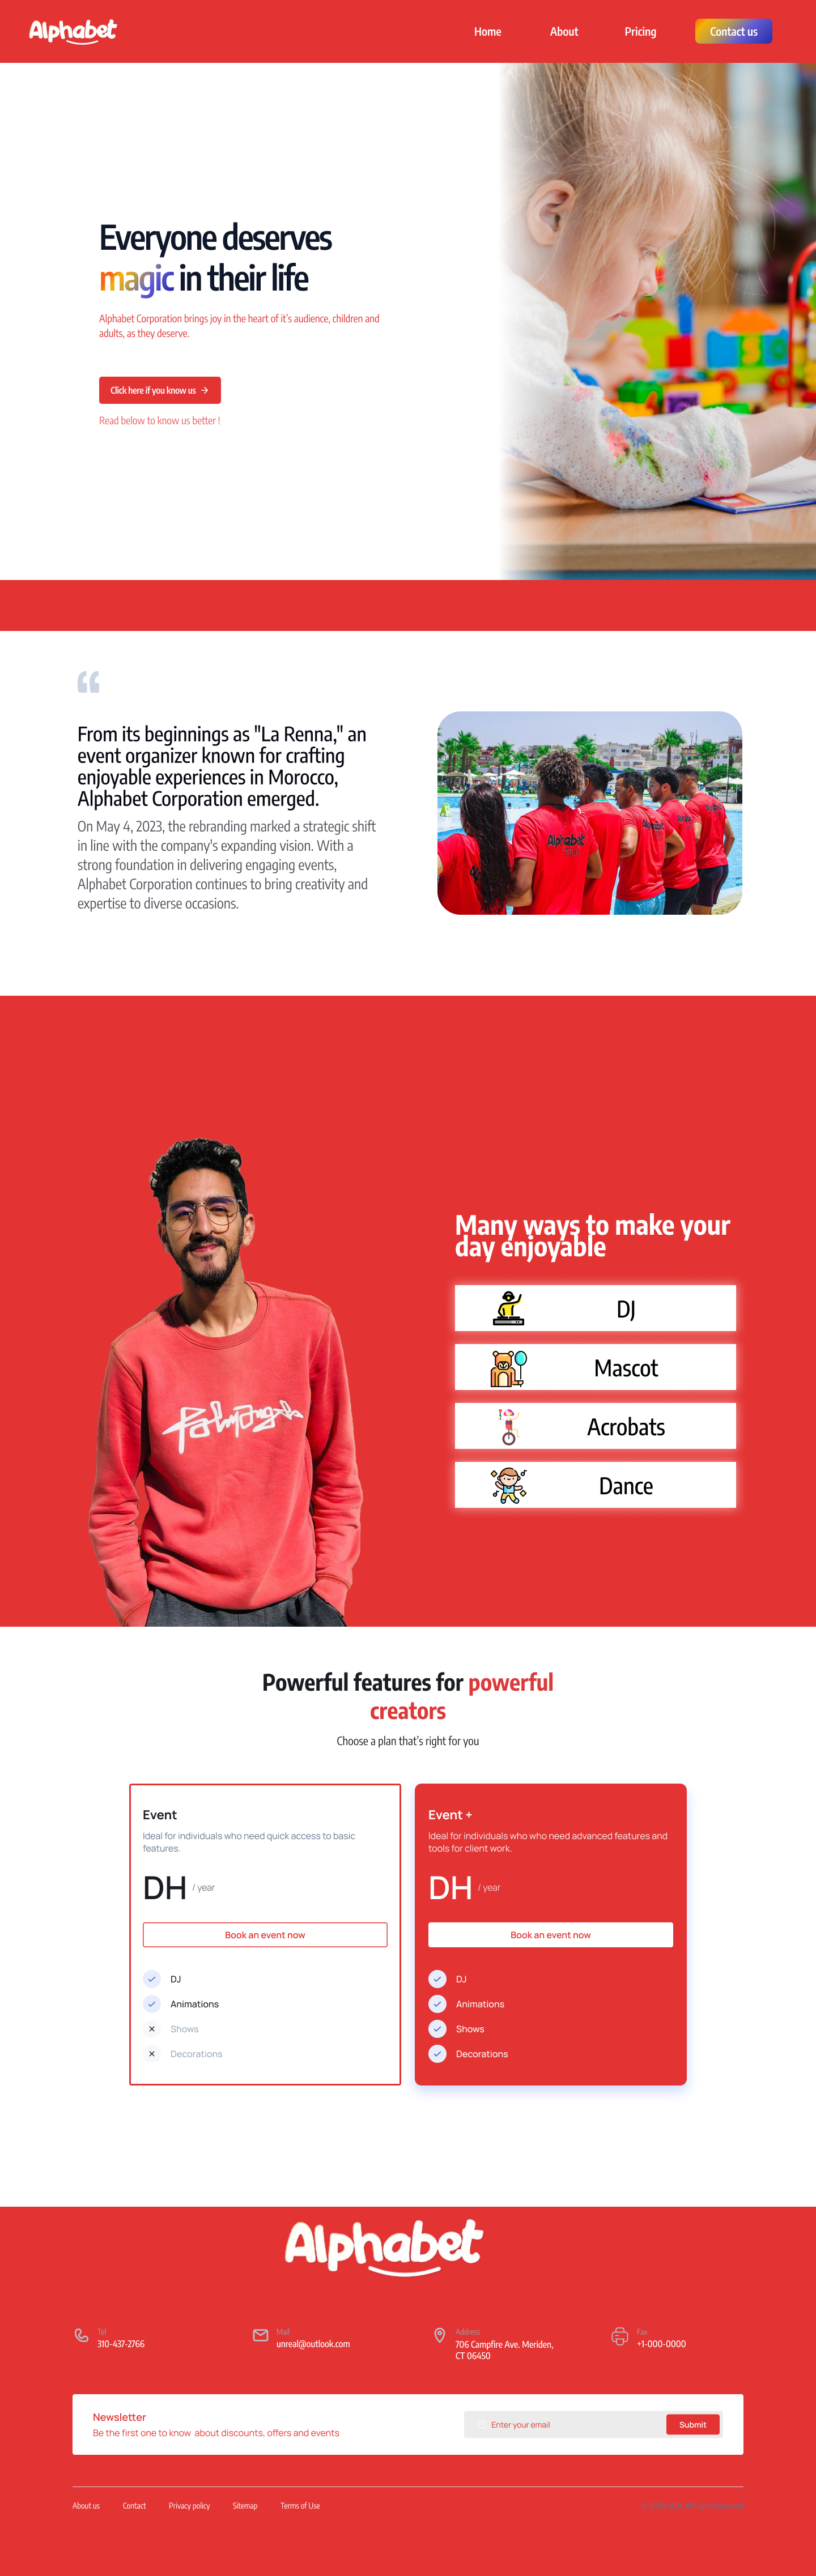 Alphabet
Home
About
Pricing
Contact us
Everyone deserves
magic in their life
Alphabet Corporation brings joy in the heart of it's audience, children and
adults, as they deserve.
Click here if you know us
Read below to know us better !
“
From its beginnings as "La Renna," an
event organizer known for crafting
enjoyable experiences in Morocco,
Alphabet Corporation emerged.
On May 4, 2023, the rebranding marked a strategic shift
in line with the company's expanding vision. With a
strong foundation in delivering engaging events,
Alphabet Corporation continues to bring creativity and
expertise to diverse occasions.
Alphabet
Many ways to make your
day enjoyable
DJ
Mascot
Acrobats
Dance
Powerful features for powerful
creators
Choose a plan that's right for you
Event
Ideal for individuals who need quick access to basic
features.
DH / year
Book an event now
DJ
Animations
Shows
Decorations
Event +
Ideal for individuals who who need advanced features and
tools for client work.
DH / year
Book an event now
DJ
Animations
Shows
Decorations
Alphabet
Tel
310-437-2766
Mail
unreal@outlook.com
Address
706 Campfire Ave. Meriden,
CT 06450
Fax
+1-000-0000
Newsletter
Be the first one to know about discounts, offers and events
Enter your email
Submit
About us
Contact
Privacy policy
Sitemap
Terms of Use